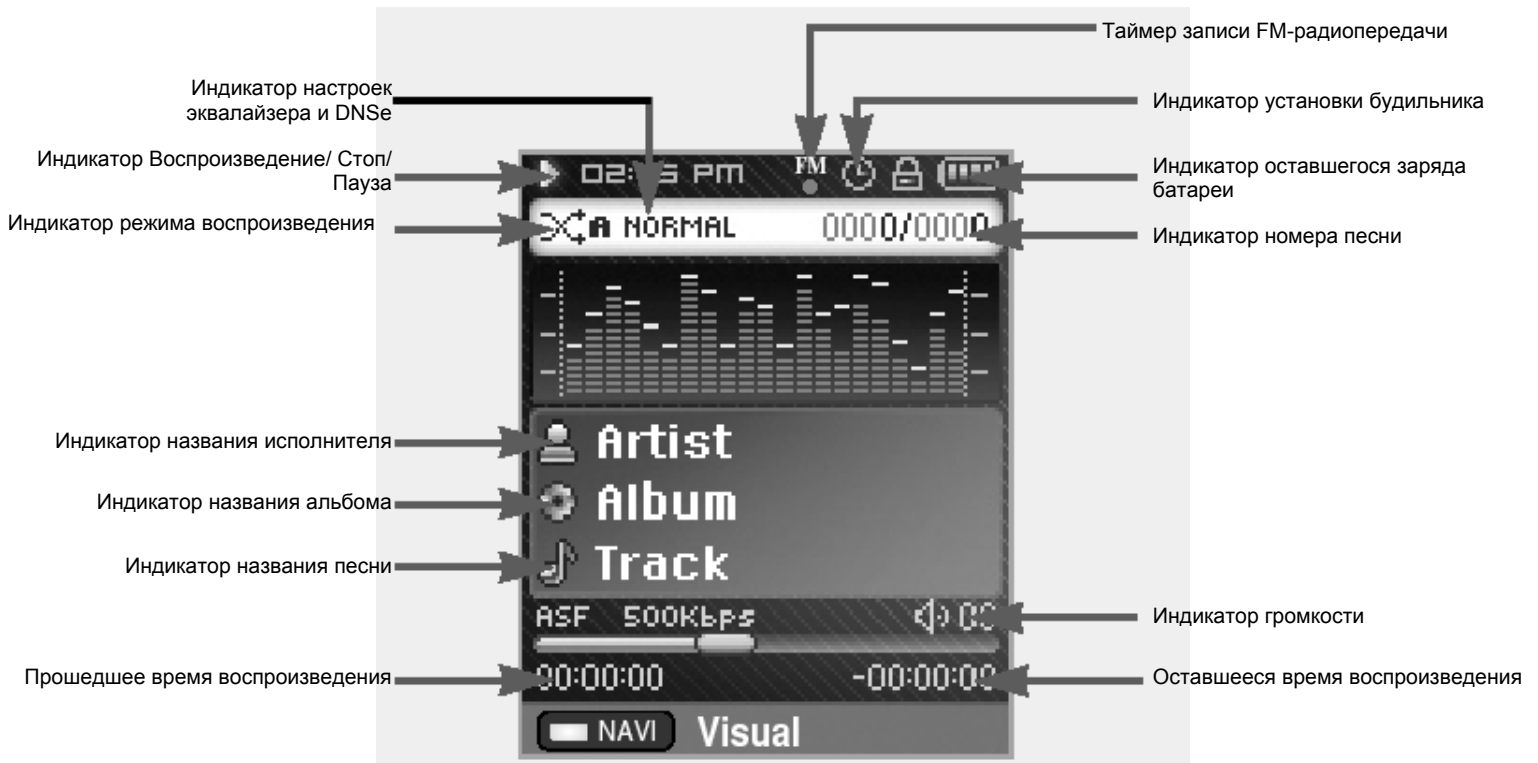 Таймер записи FM-радиопередачи
Индикатор настроек
эквалайзера и DNSe
Индикатор установки будильника
Индикатор Воспроизведение/ Стоп/
Пауза
PM FM
Индикатор оставшегося заряда
батареи
Индикатор режима воспроизведения
A NORMAL 0000/0000
Индикатор номера песни
Индикатор названия исполнителя
Artist
Индикатор названия альбома
Album
Индикатор названия песни
Track
ASF 500Kbps
Индикатор громкости
Прошедшее время воспроизведения
00:00:00 -00:00:00
Оставшееся время воспроизведения
NAVI Visual